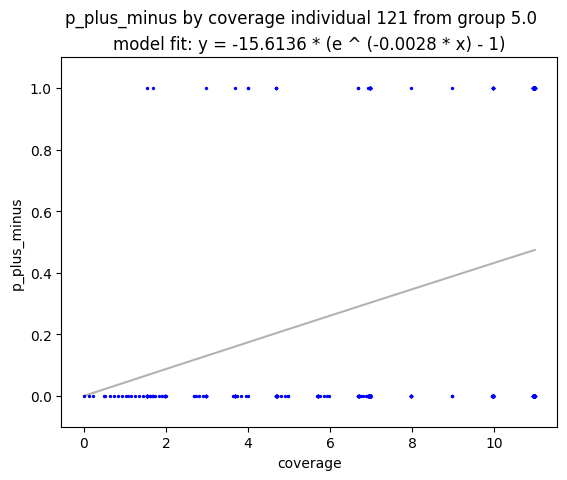 p_plus_minus by coverage individual 121 from group 5.0
model fit: y = -15.6136 * (e ^ (-0.0028 * x) - 1)
1.0
0.8
0.6
0.4
0.2
0.0
p_plus_minus
0 2 4 6 8 10
coverage